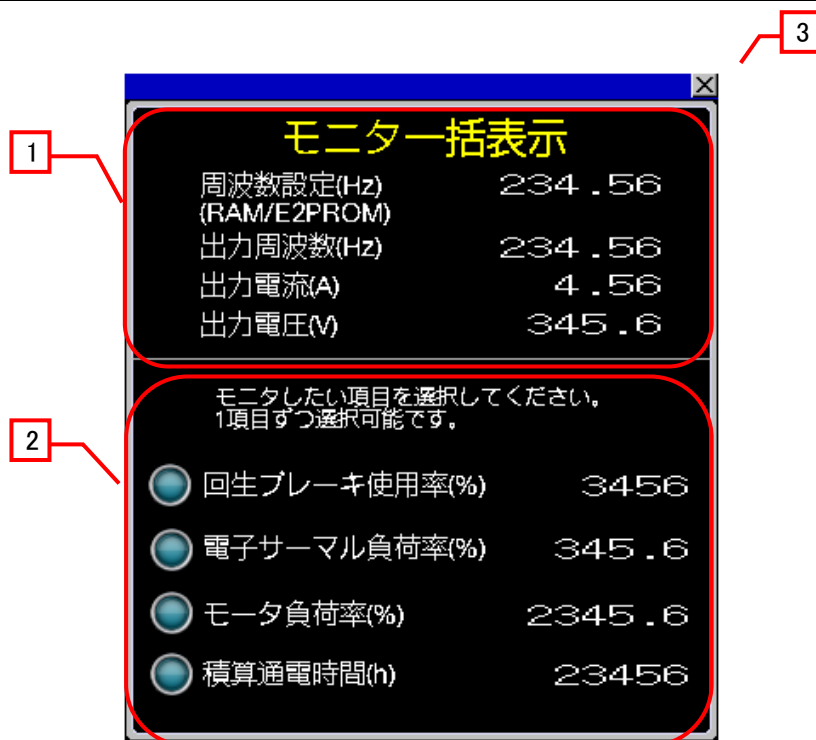 3
1
モニター一括表示
周波数設定(Hz) 234.56
(RAM/E2PROM)
出力周波数(Hz) 234.56
出力電流(A) 4.56
出力電圧(V) 345.6
2
モニタしたい項目を選択してください。
1項目ずつ選択可能です。
回生ブレーキ使用率(%) 3456
電子サーマル負荷率(%) 345.6
モータ負荷率(%) 2345.6
積算通電時間(h) 23456